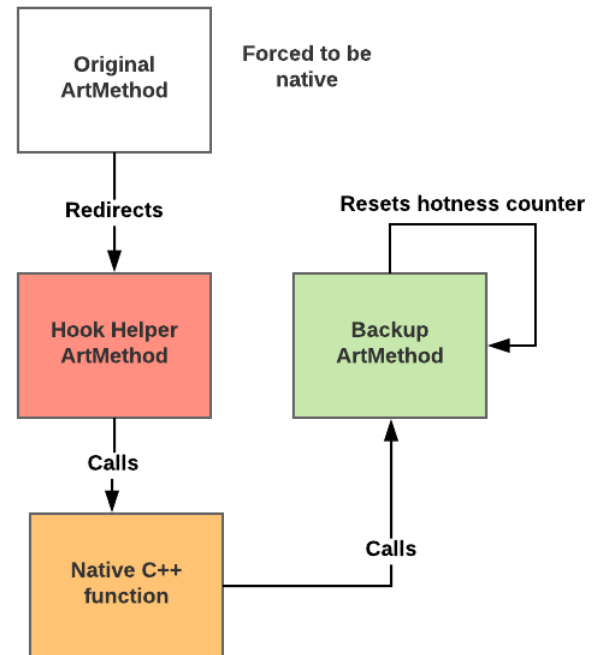 Original
ArtMethod
Forced to be
native
Redirects
Resets hotness counter
Hook Helper
ArtMethod
Backup
ArtMethod
Calls
Native C++
function
Calls